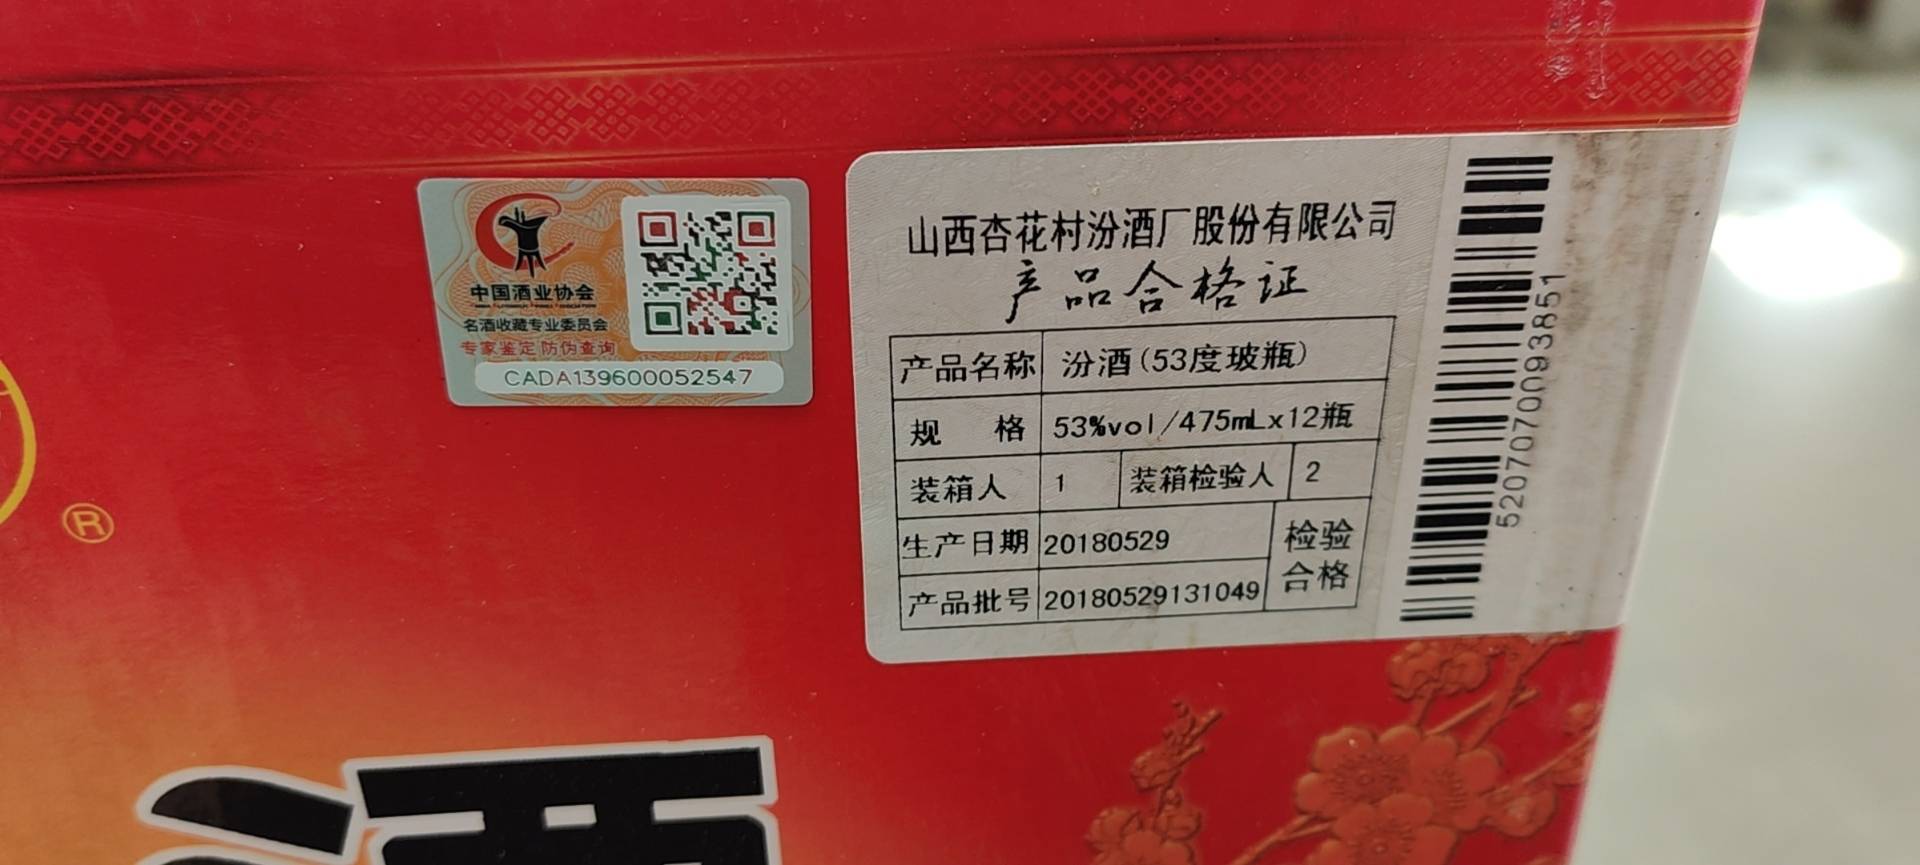 中国酒业协会
名酒收藏专业委员会
专家鉴定 防伪查询
CADA139600052547
山西杏花村汾酒厂股份有限公司
产品合格证
产品名称 汾酒(53度玻瓶)
规 格 53%vol/475mLx12瓶
装箱人 1 装箱检验人 2
生产日期 20180529 检验
产品批号 20180529131049 合格
5207070093851
®
酒